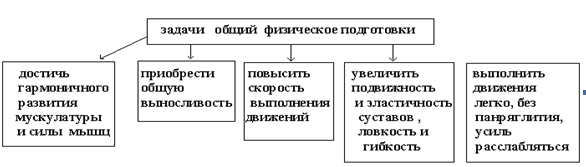 задачи общий физическое подготовки
достичь
гармоничного
развития
мускулатуры
и силы мышц
приобрести
общую
выносливость
повысить
скорость
выполнения
движений
увеличить
подвижность
и эластичность
суставов ,
ловкость и
гибкость
выполнить
движения
легко, без
панряглития,
усиль
расслабляться